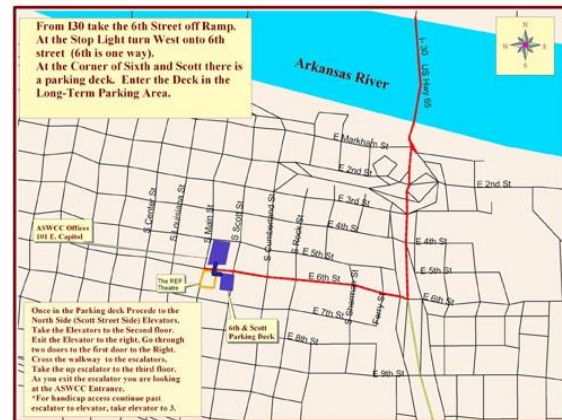 From I30 take the 6th Street off Ramp.
At the Stop Light turn West onto 6th
street (6th is one way).
At the Corner of Sixth and Scott there is
a parking deck. Enter the Deck in the
Long-Term Parking Area.
N
W
E
S
I-30 US Hwy 65
Arkansas River
E Markham St
E 2nd St
E 2nd St
E 3rd St
E 4th St
E 4th St
E 5th St
E 5th St
E 6th St
E 6th St
E 7th St
E 8th St
E 9th St
S Center St
S Louisiana St
S Main St
S Scott St
S Cumberland St
S Rock St
S Sherman St
Ferry St
ASWCC Offices
101 E. Capitol
The REP
Theatre
6th & Scott
Parking Deck
Once in the Parking deck Procede to the
North Side (Scott Street Side) Elevators.
Take the Elevators to the Second floor.
Exit the Elevator to the right. Go through
two doors to the first door to the Right.
Cross the walkway to the escalators.
Take the up escalator to the third floor.
As you exit the escalator you are looking
at the ASWCC Entrance.
*For handicap access continue past
escalator to elevator, take elevator to 3.